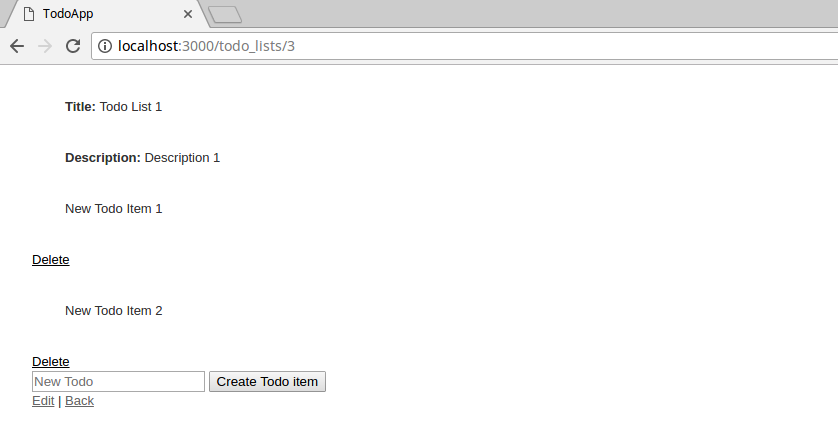 TodoApp
localhost:3000/todo_lists/3
Title: Todo List 1
Description: Description 1
New Todo Item 1
Delete
New Todo Item 2
Delete
New Todo Create Todo item
Edit | Back